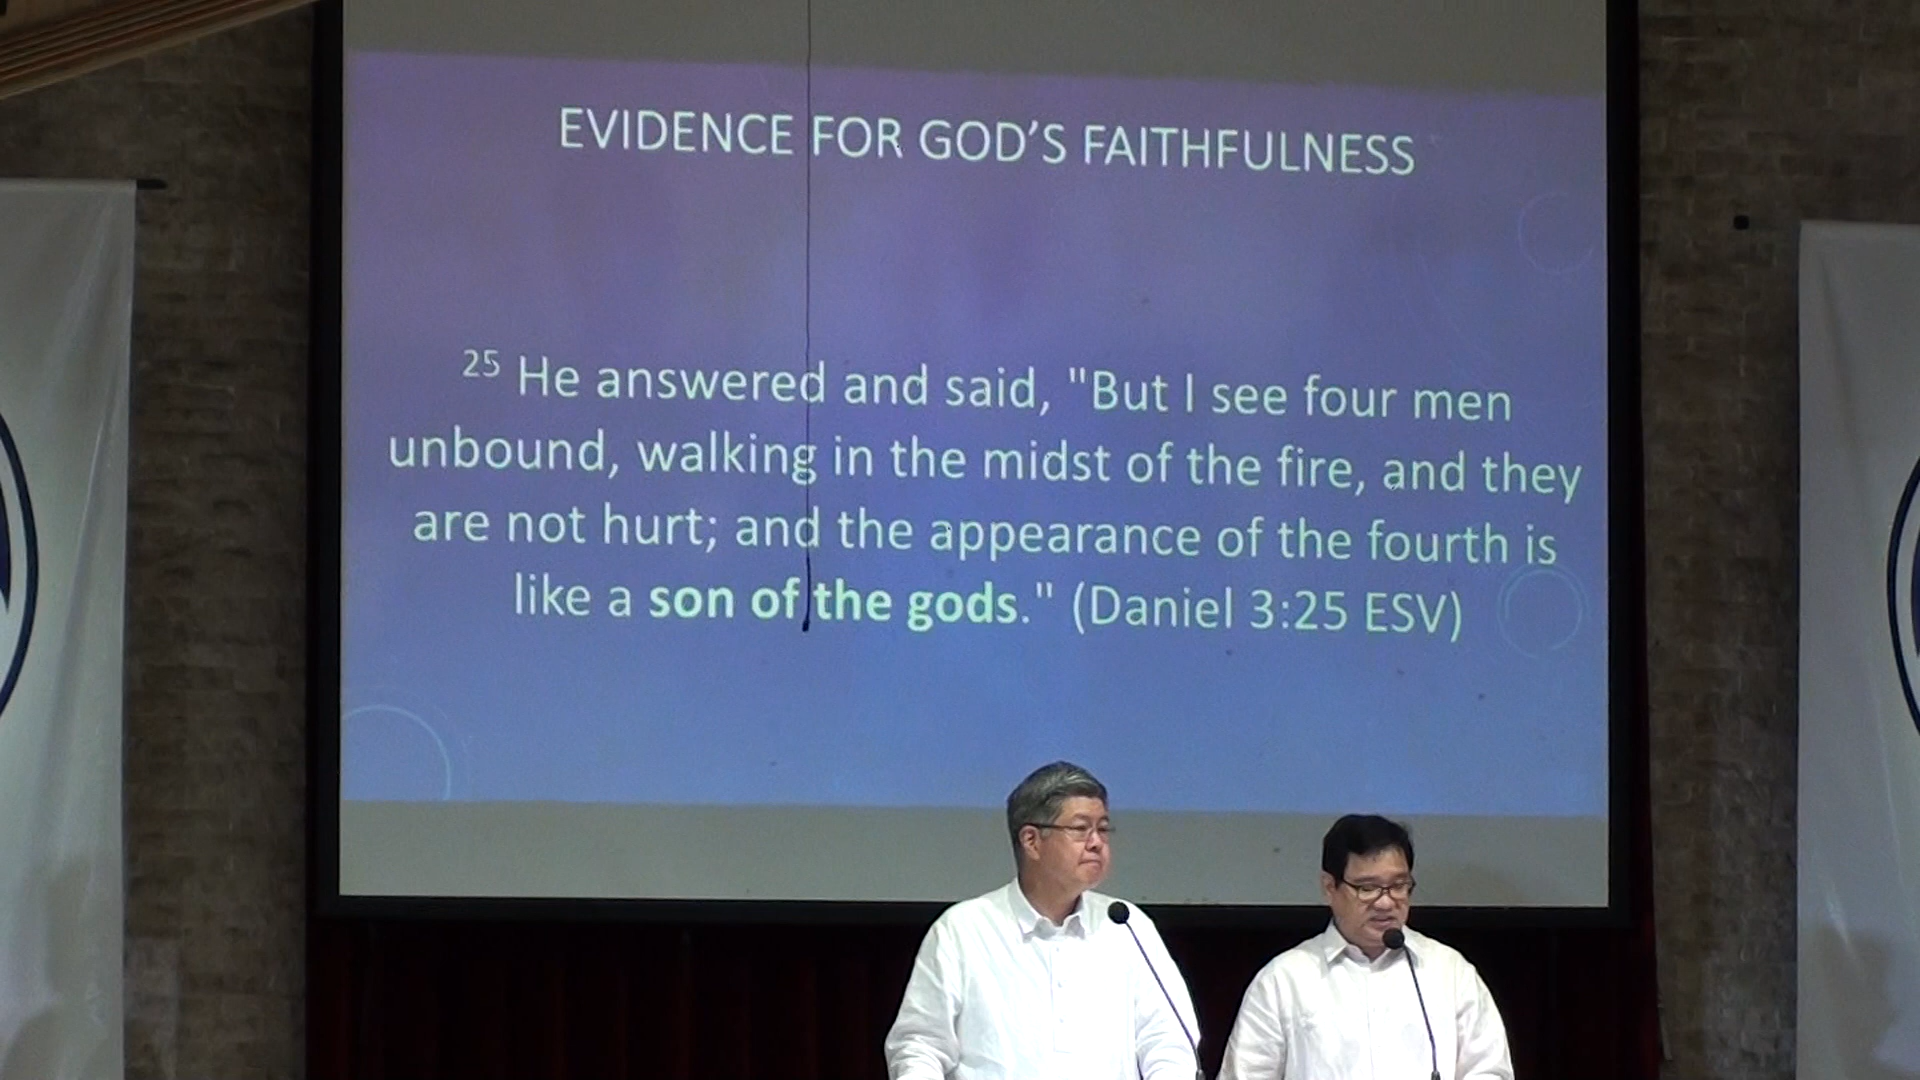 EVIDENCE FOR GOD’S FAITHFULNESS
25 He answered and said, "But I see four men
unbound, walking in the midst of the fire, and they
are not hurt; and the appearance of the fourth is
like a son of the gods." (Daniel 3:25 ESV)